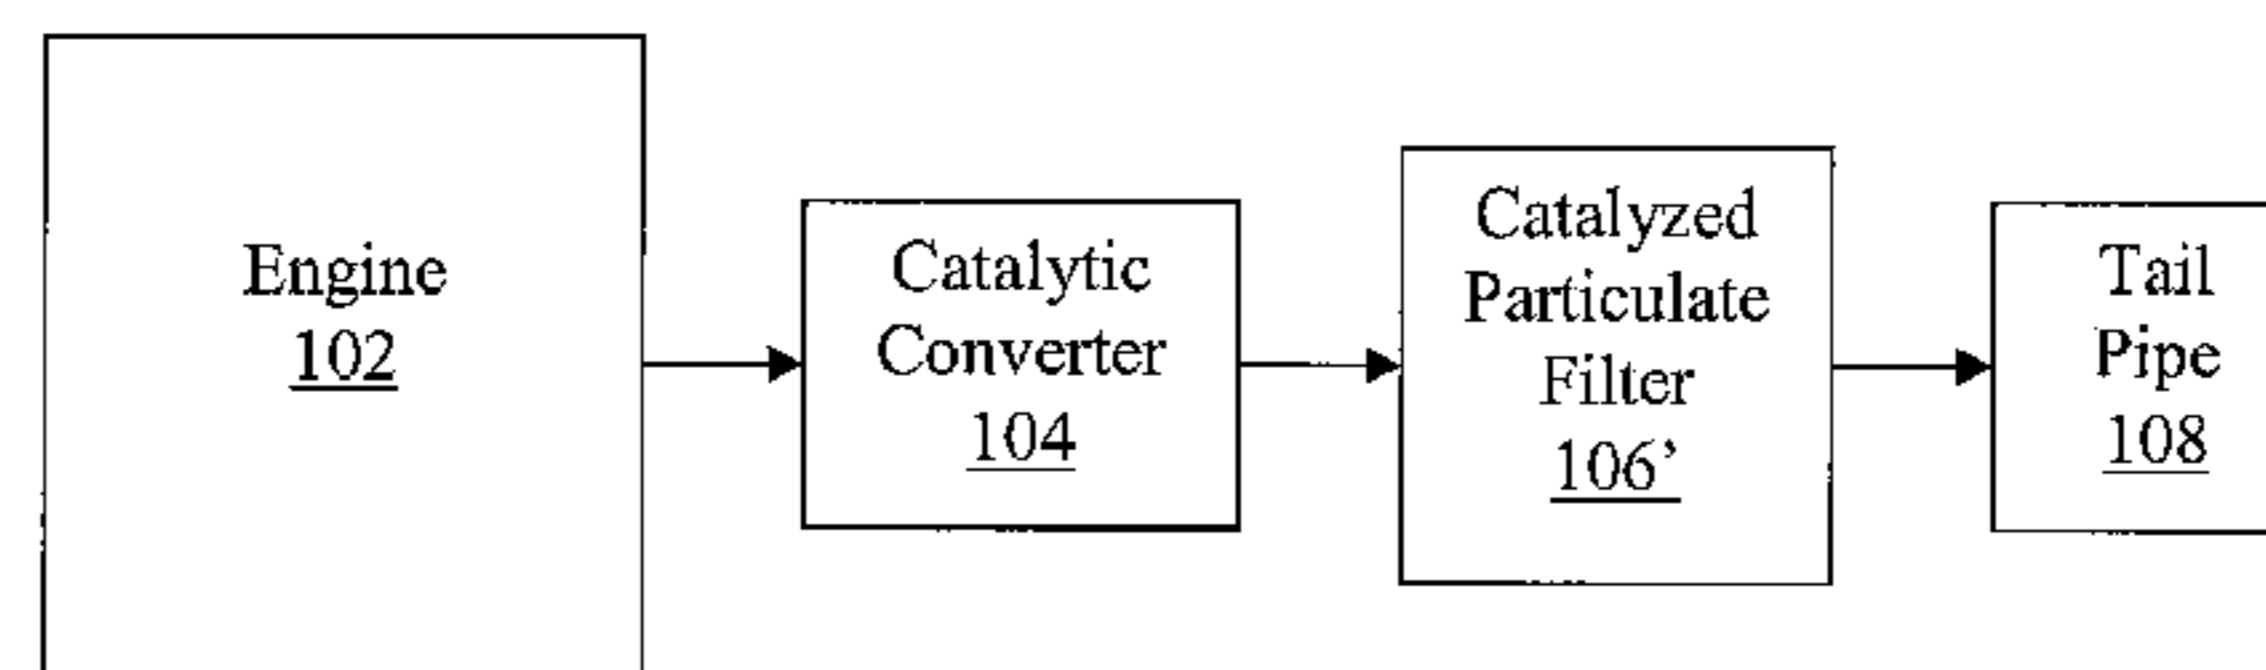 Engine
102
Catalytic
Converter
104
Catalyzed
Particulate
Filter
106’
Tail
Pipe
108